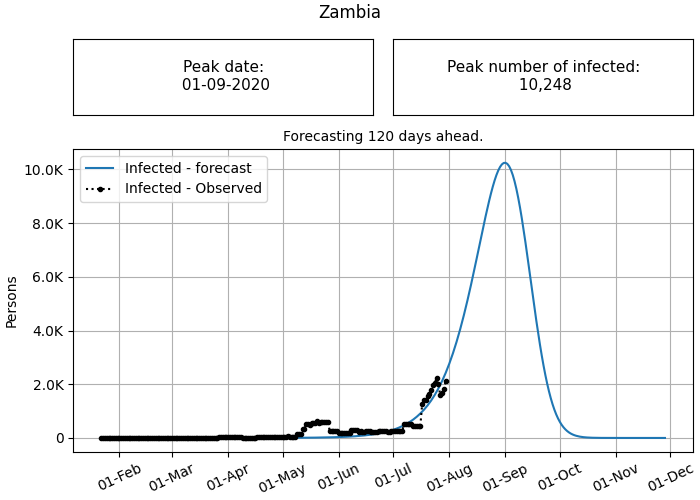 Zambia
Peak date:
01-09-2020
Peak number of infected:
10,248
Forecasting 120 days ahead.
Infected - forecast
Infected - Observed
Persons
10.0K
8.0K
6.0K
4.0K
2.0K
0
01-Feb
01-Mar
01-Apr
01-May
01-Jun
01-Jul
01-Aug
01-Sep
01-Oct
01-Nov
01-Dec